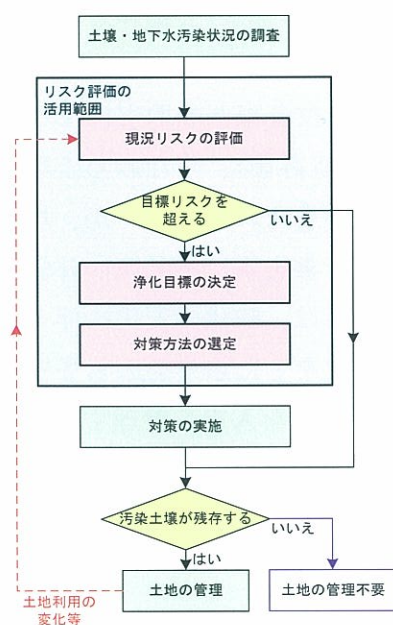 土壌・地下水汚染状況の調査
リスク評価の
活用範囲
現況リスクの評価
目標リスクを
超える
いいえ
はい
浄化目標の決定
対策方法の選定
対策の実施
汚染土壌が残存する
いいえ
はい
土地利用の
変化等
土地の管理
土地の管理不要